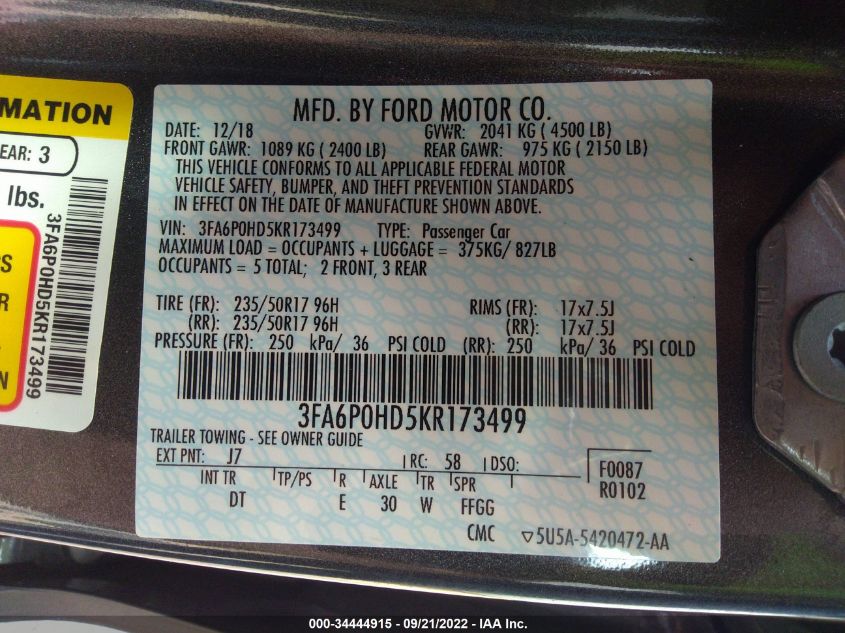 RMATION
EAR: 3
lbs.
S
OR
N
3FA6P0HD5KR173499
MFD. BY FORD MOTOR CO.
DATE: 12/18 GVWR: 2041 KG ( 4500 LB)
FRONT GAWR: 1089 KG ( 2400 LB) REAR GAWR: 975 KG ( 2150 LB)
THIS VEHICLE CONFORMS TO ALL APPLICABLE FEDERAL MOTOR
VEHICLE SAFETY, BUMPER, AND THEFT PREVENTION STANDARDS
IN EFFECT ON THE DATE OF MANUFACTURE SHOWN ABOVE.
VIN: 3FA6P0HD5KR173499 TYPE: Passenger Car
MAXIMUM LOAD = OCCUPANTS + LUGGAGE = 375KG/ 827LB
OCCUPANTS = 5 TOTAL; 2 FRONT, 3 REAR
TIRE (FR): 235/50R17 96H RIMS (FR): 17x7.5J
(RR): 235/50R17 96H (RR): 17x7.5J
PRESSURE (FR): 250 kPa/ 36 PSI COLD (RR): 250 kPa/ 36 PSI COLD
3FA6P0HD5KR173499
TRAILER TOWING - SEE OWNER GUIDE
EXT PNT: J7 RC: 58 DSO: F0087
INT TR TP/PS R AXLE TR SPR R0102
DT E 30 W FFGG
CMC ▽5U5A-5420472-AA
000-34444915 - 09/21/2022 - IAA Inc.